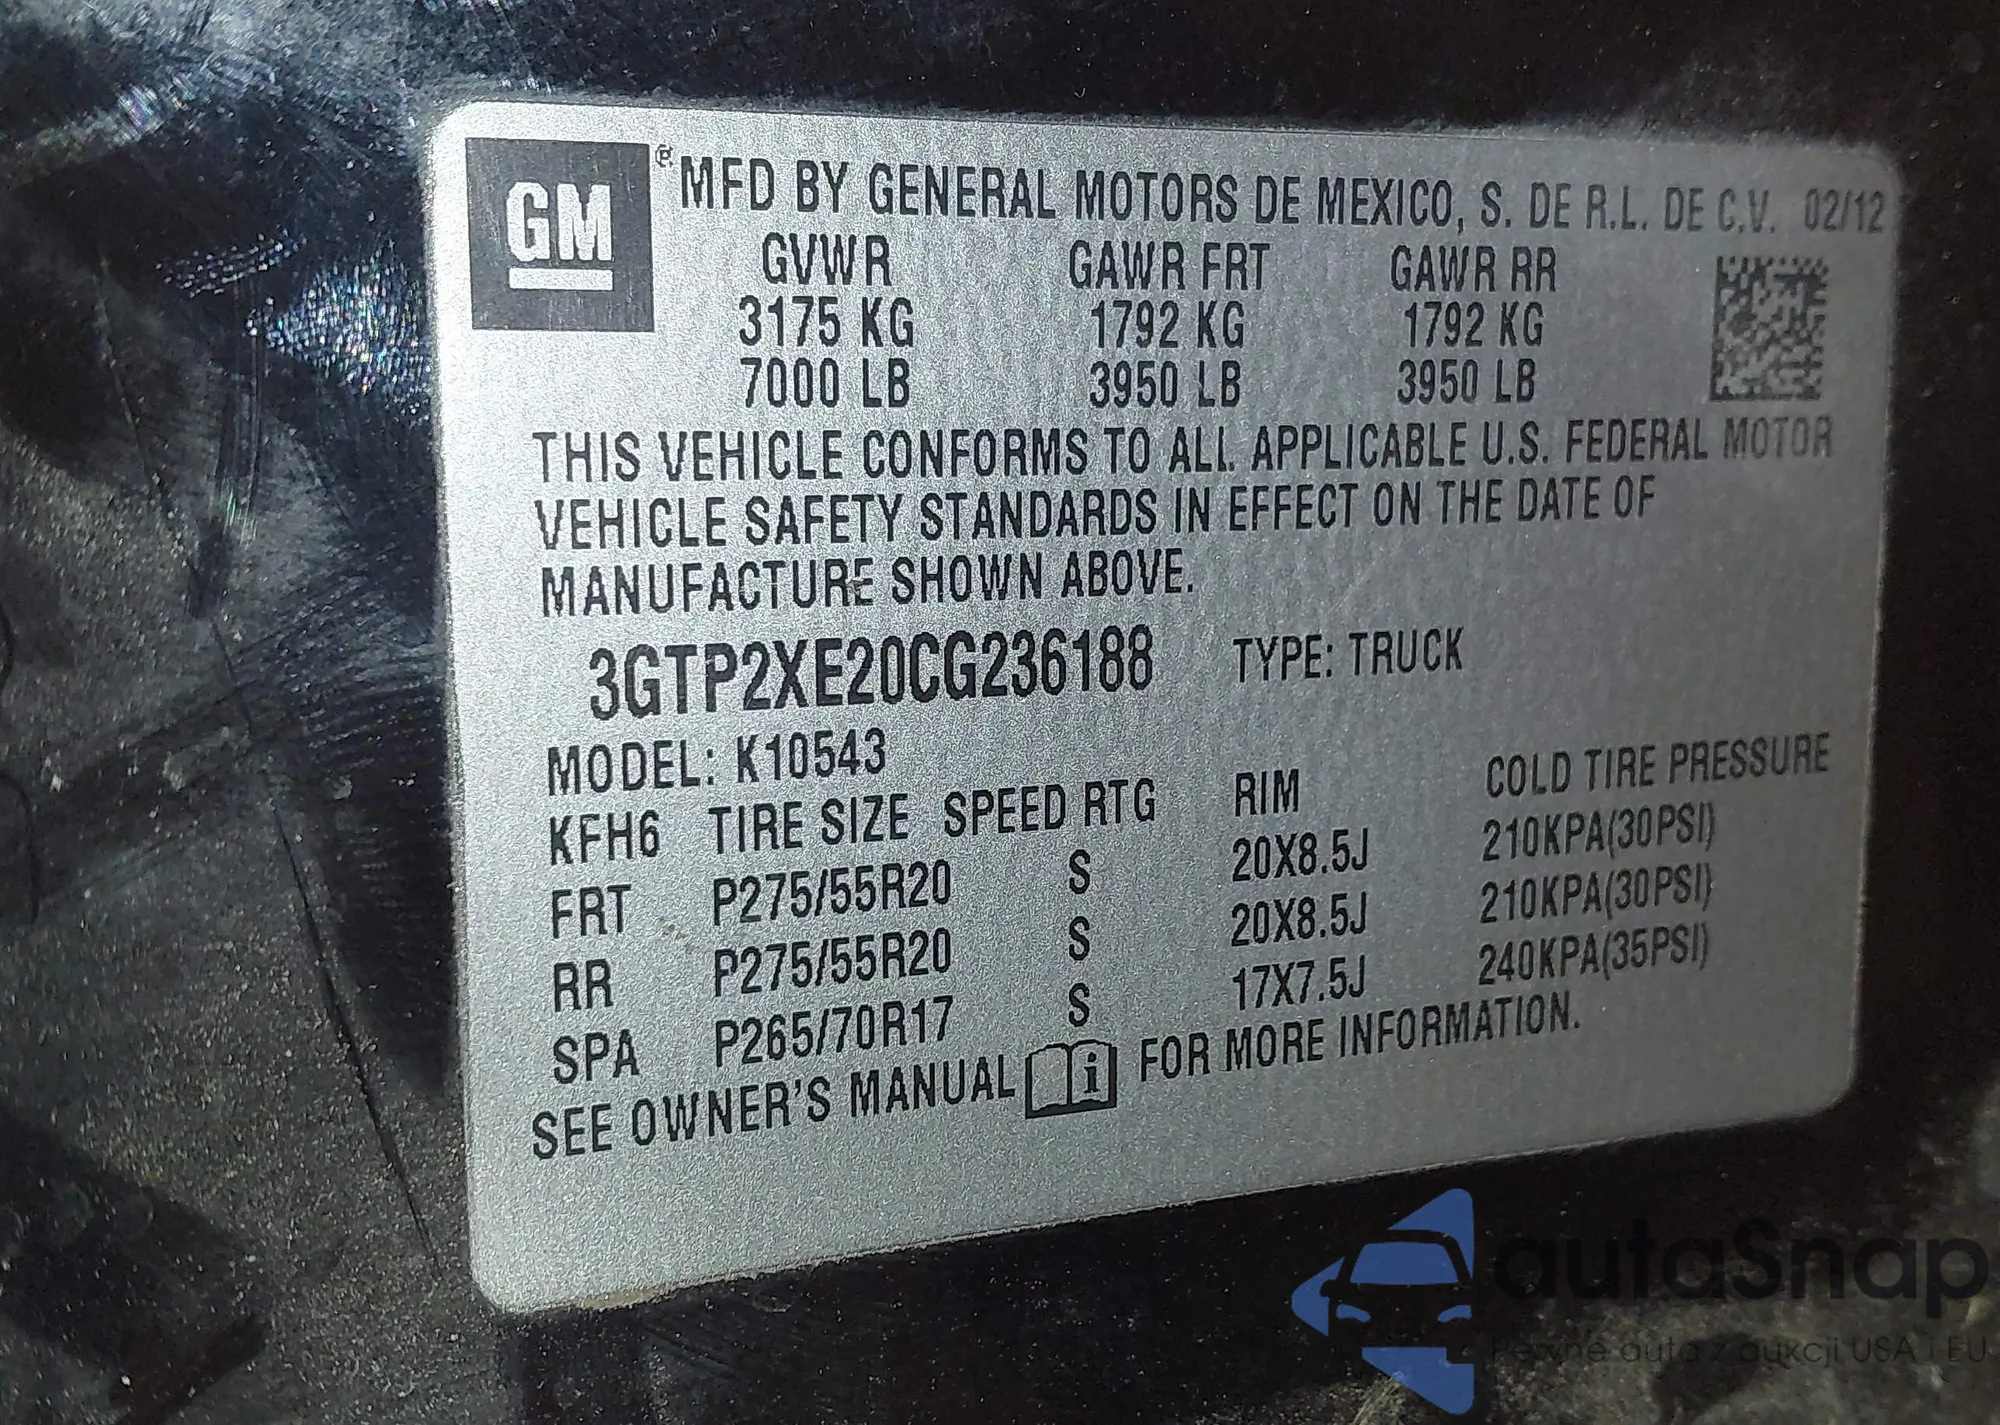 GM
® MFD BY GENERAL MOTORS DE MEXICO, S. DE R.L. DE C.V. 02/12
GVWR GAWR FRT GAWR RR
3175 KG 1792 KG 1792 KG
7000 LB 3950 LB 3950 LB
THIS VEHICLE CONFORMS TO ALL APPLICABLE U.S. FEDERAL MOTOR
VEHICLE SAFETY STANDARDS IN EFFECT ON THE DATE OF
MANUFACTURE SHOWN ABOVE.
3GTP2XE20CG236188 TYPE: TRUCK
MODEL: K10543
KFH6 TIRE SIZE SPEED RTG RIM COLD TIRE PRESSURE
FRT P275/55R20 S 20X8.5J 210KPA(30PSI)
RR P275/55R20 S 20X8.5J 210KPA(30PSI)
SPA P265/70R17 S 17X7.5J 240KPA(35PSI)
SEE OWNER'S MANUAL i FOR MORE INFORMATION.
autaSnap
Pewne auta z aukcji USA i EU